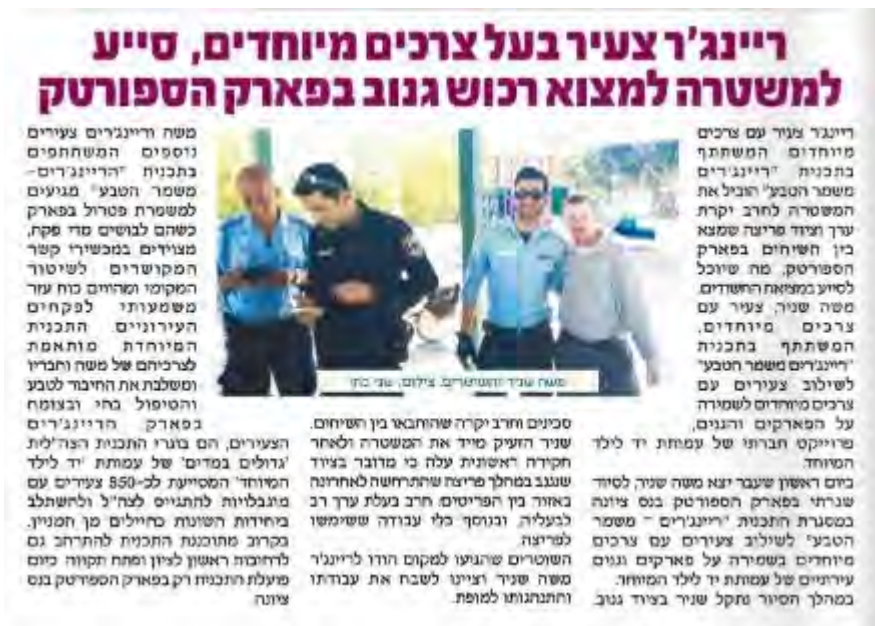 ריינג'ר צעיר בעל צרכים מיוחדים, סייע
למשטרה למצוא רכוש גנוב בפארק הספורטק
ריינג'ר צעיר עם צרכים
מיוחדים המשתתף
בתכנית "ריינג'רים
משמר הטבע" הוביל את
המשטרה לחרב יקרת
ערך וציוד פריצה שמצא
בין השיחים בפארק
הספורטק, מה שיוכל
לסייע במציאת החשודים.
משה שניר, צעיר עם
צרכים מיוחדים,
המשתתף בתכנית
"ריינג'רים משמר הטבע"
לשילוב צעירים עם
צרכים מיוחדים לשמירה
על הפארקים והגנים,
פרוייקט חברתי של עמותת יד לילד
המיוחד.
ביום ראשון שעבר יצא משה שניר, לסיור
שגרתי בפארק הספורטק בנס ציונה
במסגרת התכנית "ריינג'רים - משמר
הטבע" לשילוב צעירים עם צרכים
מיוחדים בשמירה על פארקים וגנים
עירוניים של עמותת יד לילד המיוחד.
במהלך הסיור נתקל שניר בציוד גנוב,
משה שניר והשוטרים. צילום:
סכינים וחרב יקרה שהוחבאו בין השיחים.
שניר הזעיק מייד את המשטרה ולאחר
חקירה ראשונית עלה כי מדובר בציוד
שנגנב במהלך פריצה שהתרחשה לאחרונה
באזור בין הפריטים: חרב בעלת ערך רב
לבעליה, ובנוסף כלי עבודה ששימשו
לפריצה.
השוטרים שהגיעו למקום הודו לריינג'ר
משה שניר וציינו לשבח את עבודתו
והתנהגותו למופת.
משה וריינג'רים צעירים
נוספים המשתתפים
בתכנית "הריינג'רים-
משמר הטבע" מגיעים
למשמרת פטרול בפארק
כשהם לבושים מדי פקח,
מצוידים במכשירי קשר
המקושרים לשיטור
המקומי ומהווים כוח עזר
משמעותי לפקחים
העירוניים. התכנית
המיוחדת מותאמת
לצרכיהם של משה וחבריו
ומשלבת את החיבור לטבע
והטיפול בחי ובצומח
בפארק. הריינג'רים
הצעירים, הם בוגרי התכנית הצה"לית
'גדולים במדים' של עמותת 'יד לילד
המיוחד' המסייעת לכ-850 צעירים עם
מוגבלויות להתגייס לצה"ל ולהשתלב
ביחידות השונות כחיילים מן המניין.
בקרוב מתוכננת התכנית להתרחב גם
לרחובות ראשון לציון ופתח תקווה כיום
פועלת התכנית רק בפארק הספורטק בנס
ציונה